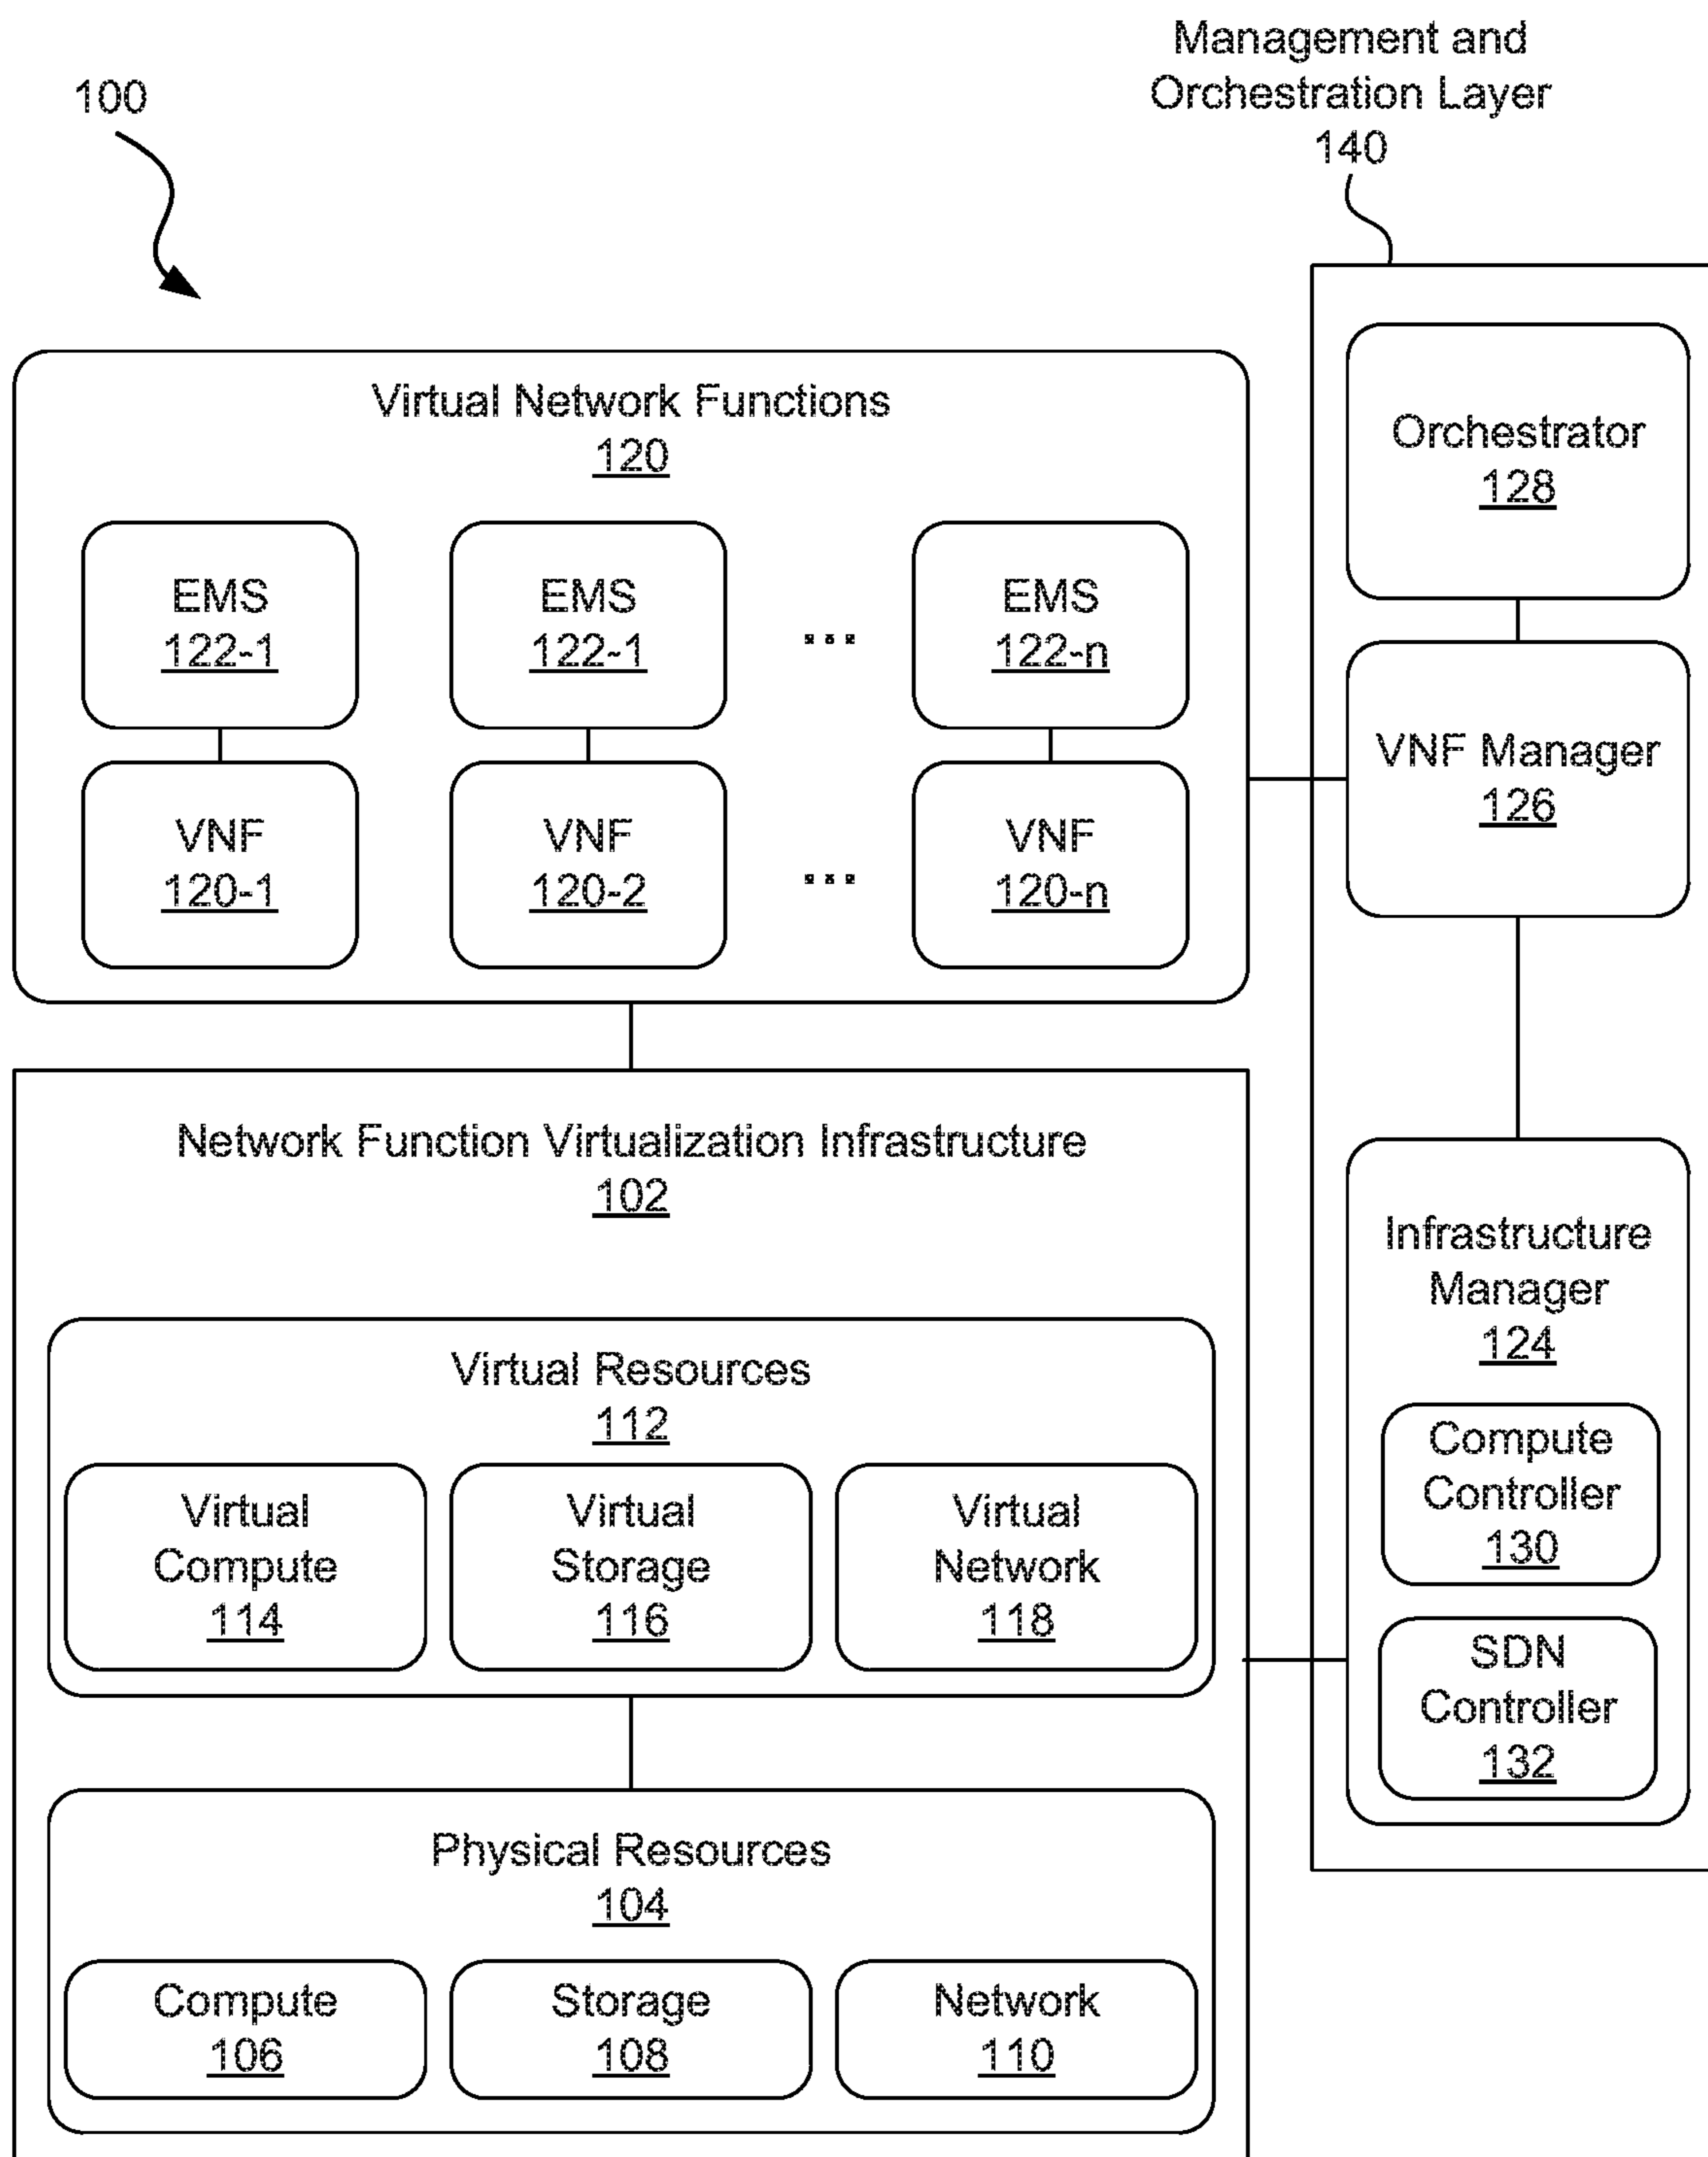 Management and
Orchestration Layer
140
100
Virtual Network Functions
120
EMS
122-1
EMS
122-1
...
EMS
122-n
VNF
120-1
VNF
120-2
...
VNF
120-n
Orchestrator
128
VNF Manager
126
Network Function Virtualization Infrastructure
102
Virtual Resources
112
Virtual
Compute
114
Virtual
Storage
116
Virtual
Network
118
Physical Resources
104
Compute
106
Storage
108
Network
110
Infrastructure
Manager
124
Compute
Controller
130
SDN
Controller
132